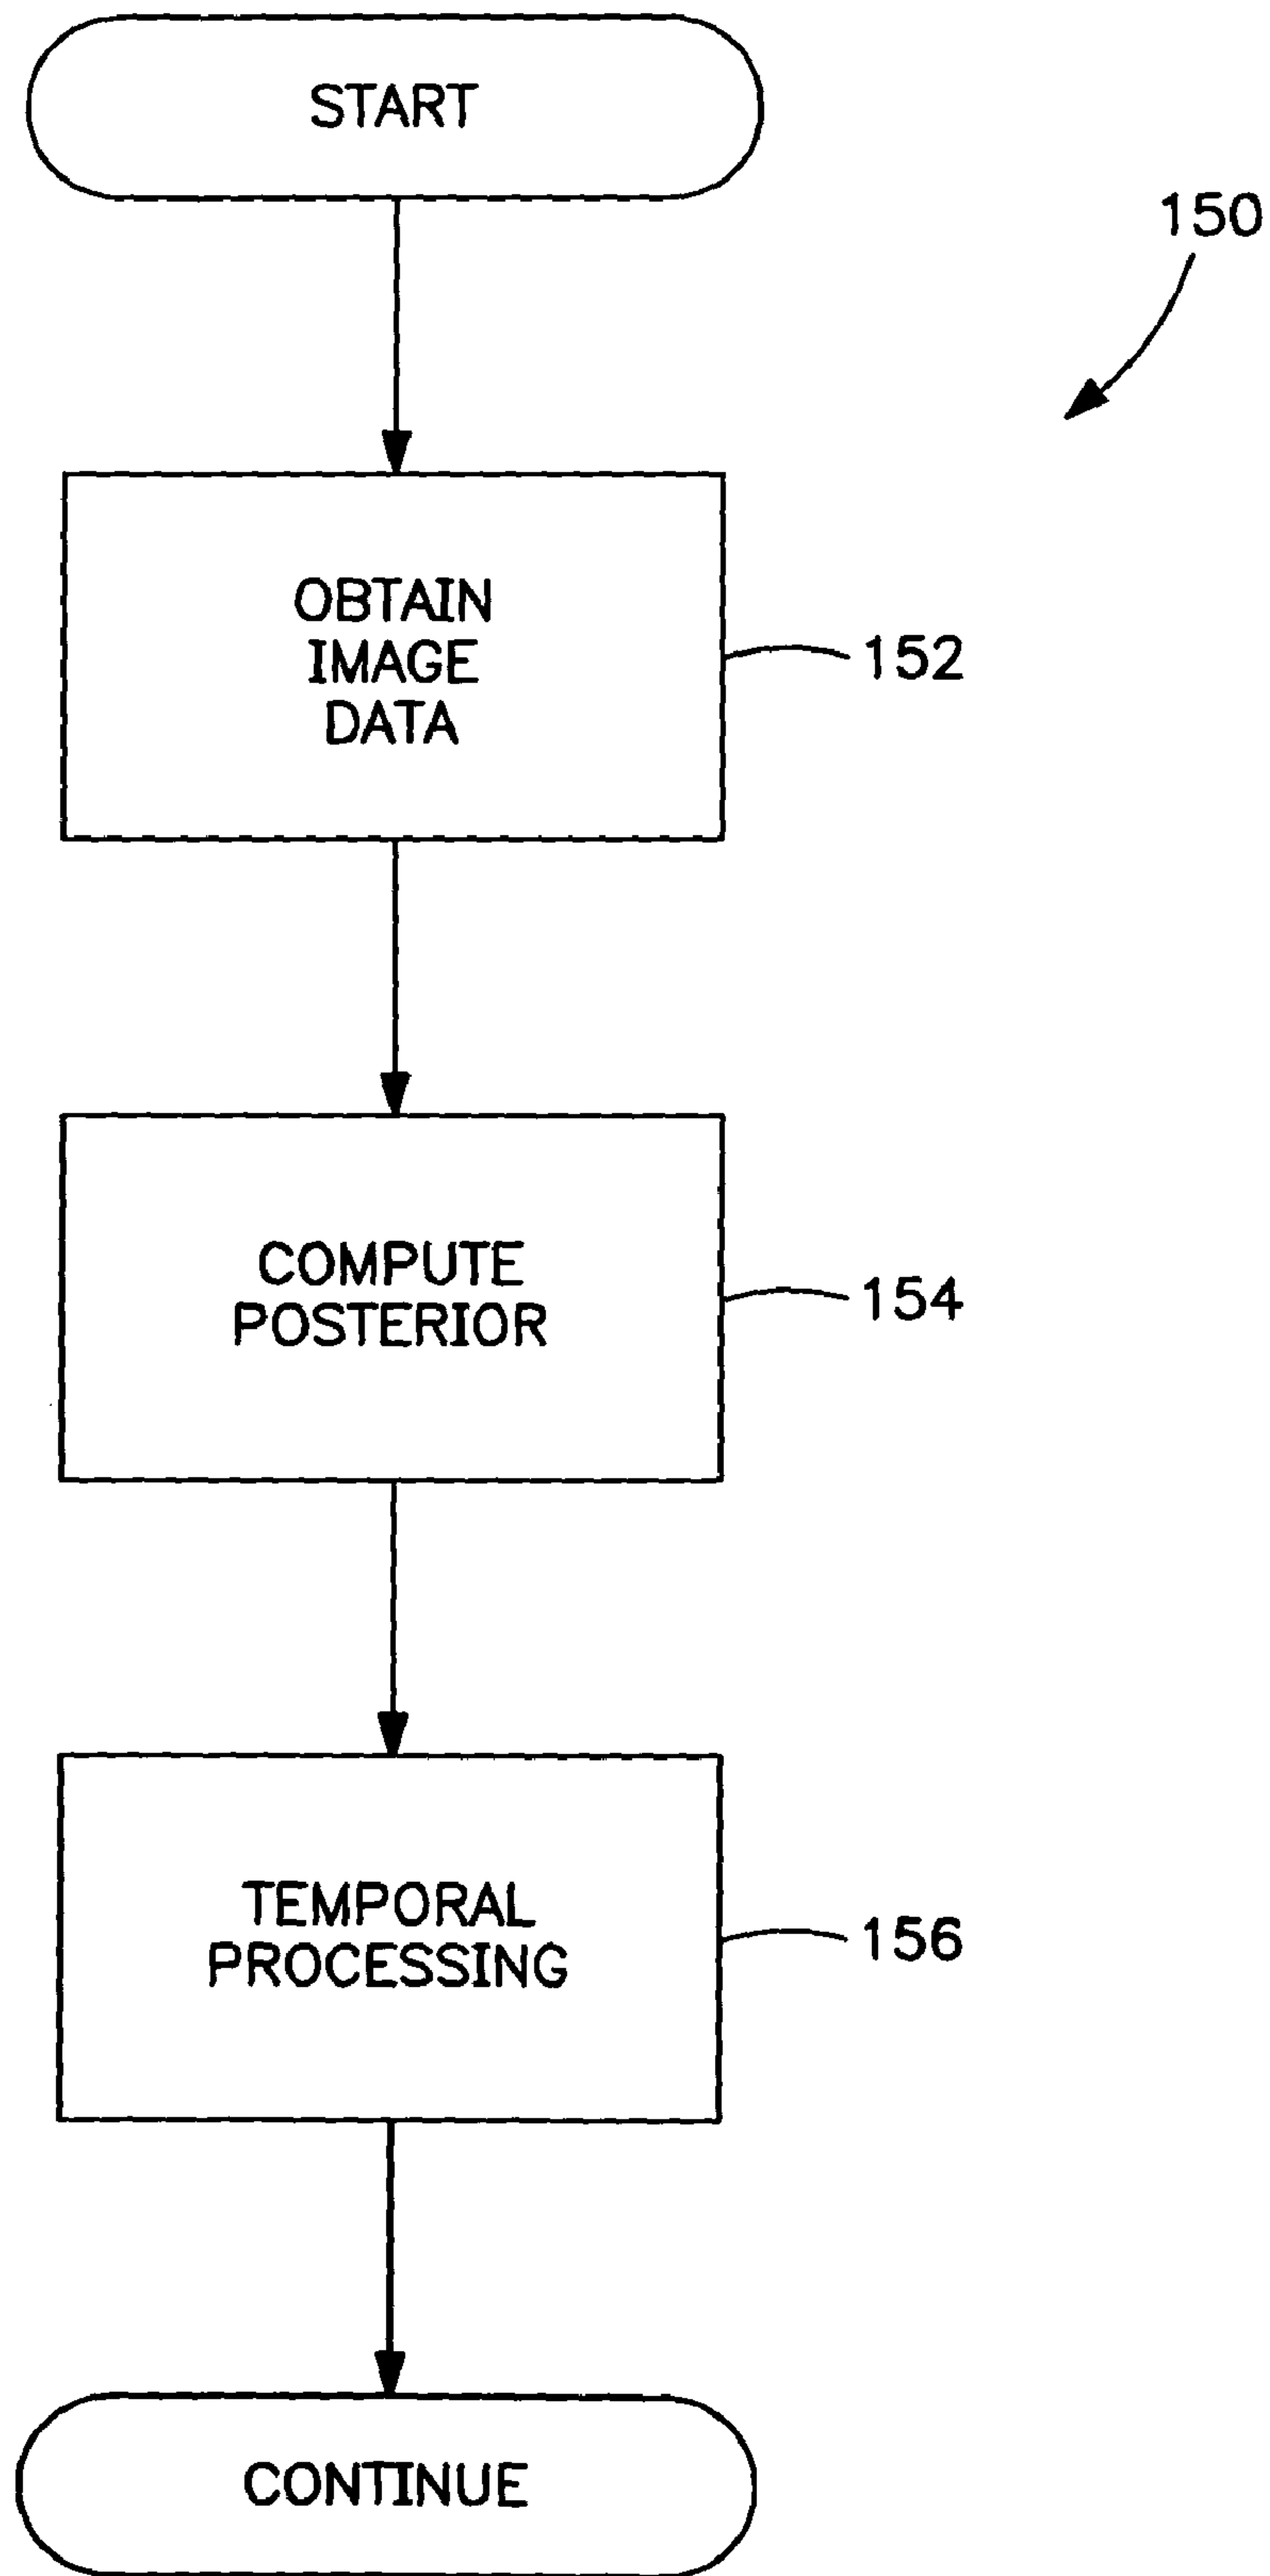 START
150
OBTAIN
IMAGE
DATA
152
COMPUTE
POSTERIOR
154
TEMPORAL
PROCESSING
156
CONTINUE